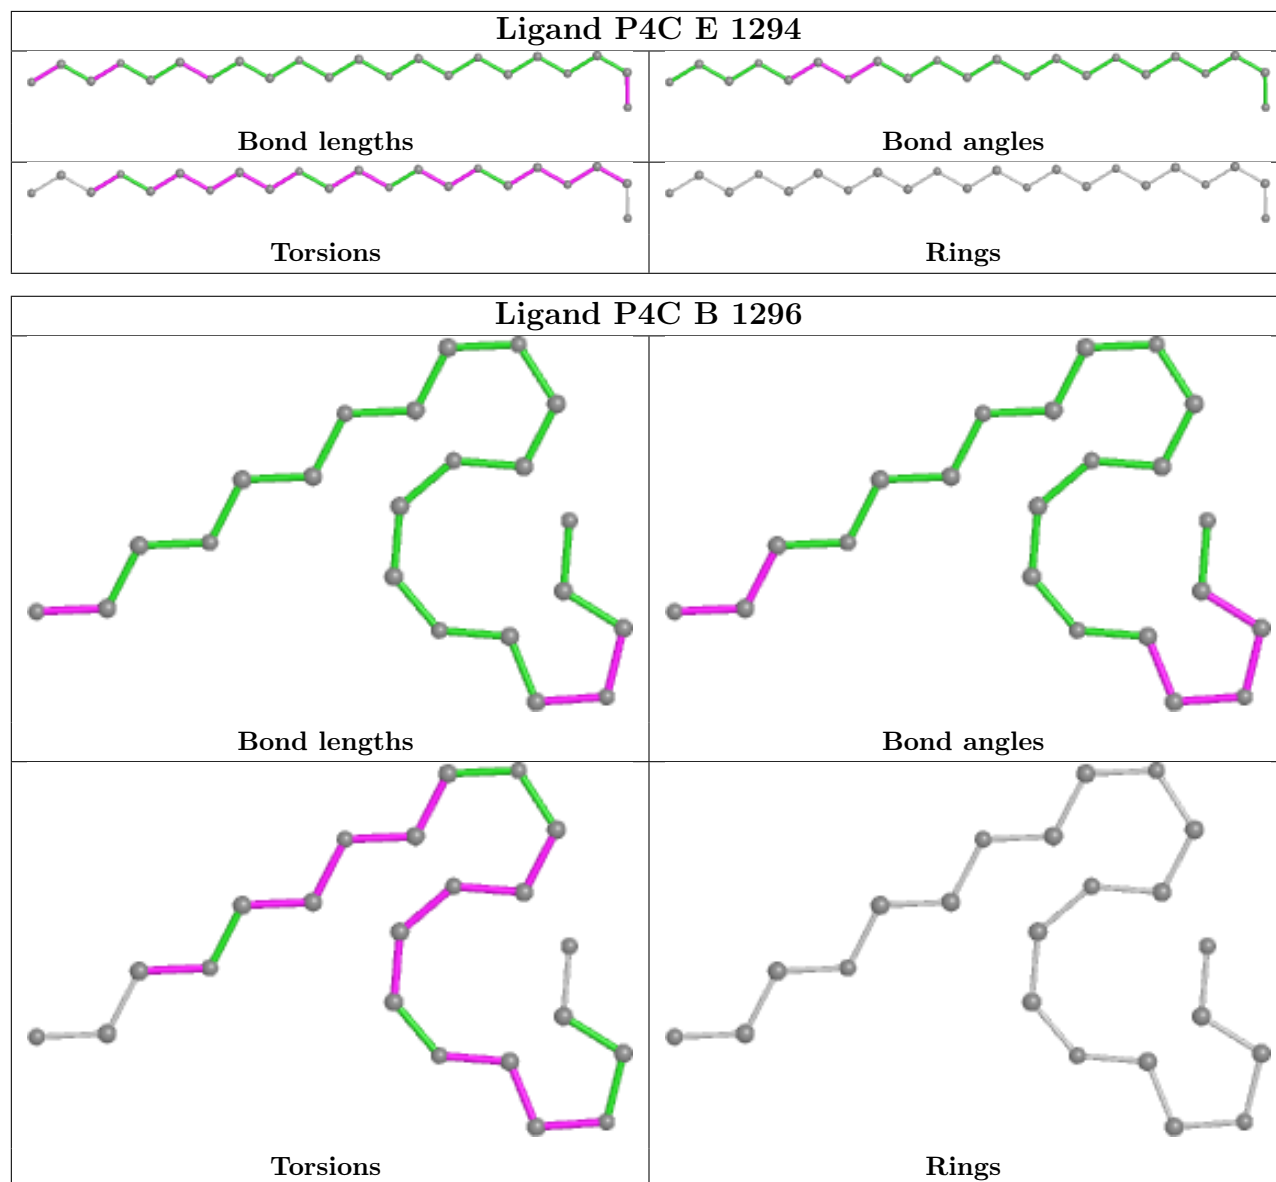 Ligand P4C E 1294
Bond lengths
Bond angles
Torsions
Rings
Ligand P4C B 1296
Bond lengths
Bond angles
Torsions
Rings